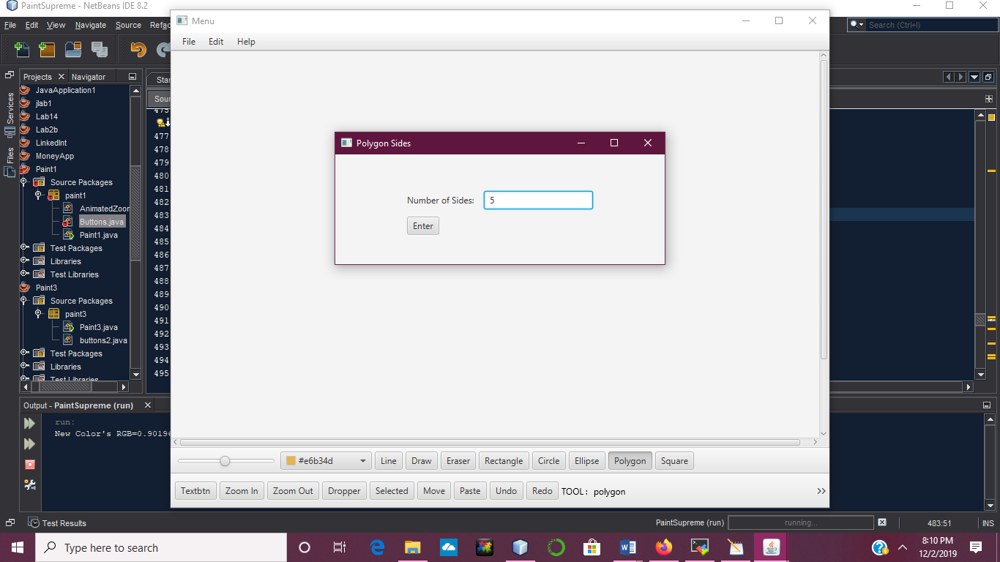 PaintSupreme - NetBeans IDE 8.2
File Edit View Navigate Source Refac
Search (Ctrl+I)
Menu
File Edit Help
Projects Navigator
Services
Files
JavaApplication1
jlab1
Lab14
Lab2b
LinkedInt
MoneyApp
Paint1
Source Packages
paint1
AnimatedZoor
Buttons.java
Paint1.java
Test Packages
Libraries
Test Libraries
Paint3
Source Packages
paint3
Paint3.java
buttons2.java
Test Packages
Libraries
Test Libraries
Star
Sour
475
477
478
479
480
481
482
483
484
485
486
487
488
489
490
491
492
493
494
495
Polygon Sides
Number of Sides: 5
Enter
Output - PaintSupreme (run)
run:
New Color's RGB=0.90196
#e6b34d Line Draw Eraser Rectangle Circle Ellipse Polygon Square
Textbtn Zoom In Zoom Out Dropper Selected Move Paste Undo Redo TOOL: polygon >>
Test Results
PaintSupreme (run) running... 483:51 INS
Type here to search
8:10 PM
12/2/2019